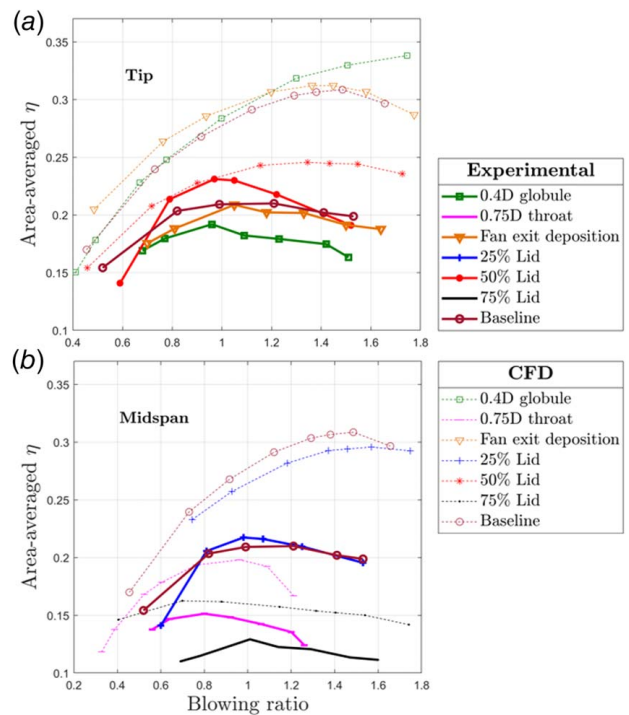 (a)
Tip
Area-averaged η
0.35
0.3
0.25
0.2
0.15
0.1
0.4 0.6 0.8 1 1.2 1.4 1.6 1.8
Experimental
0.4D globule
0.75D throat
Fan exit deposition
25% Lid
50% Lid
75% Lid
Baseline
(b)
Midspan
Area-averaged η
0.35
0.3
0.25
0.2
0.15
0.1
0.2 0.4 0.6 0.8 1 1.2 1.4 1.6 1.8
Blowing ratio
CFD
0.4D globule
0.75D throat
Fan exit deposition
25% Lid
50% Lid
75% Lid
Baseline